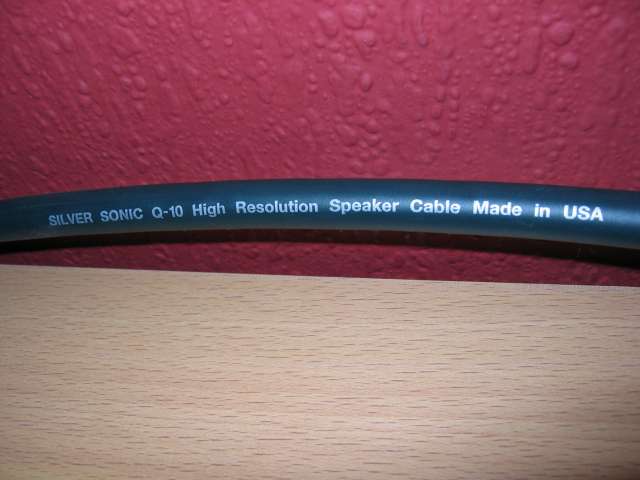 SILVER SONIC Q-10 High Resolution Speaker Cable Made in USA